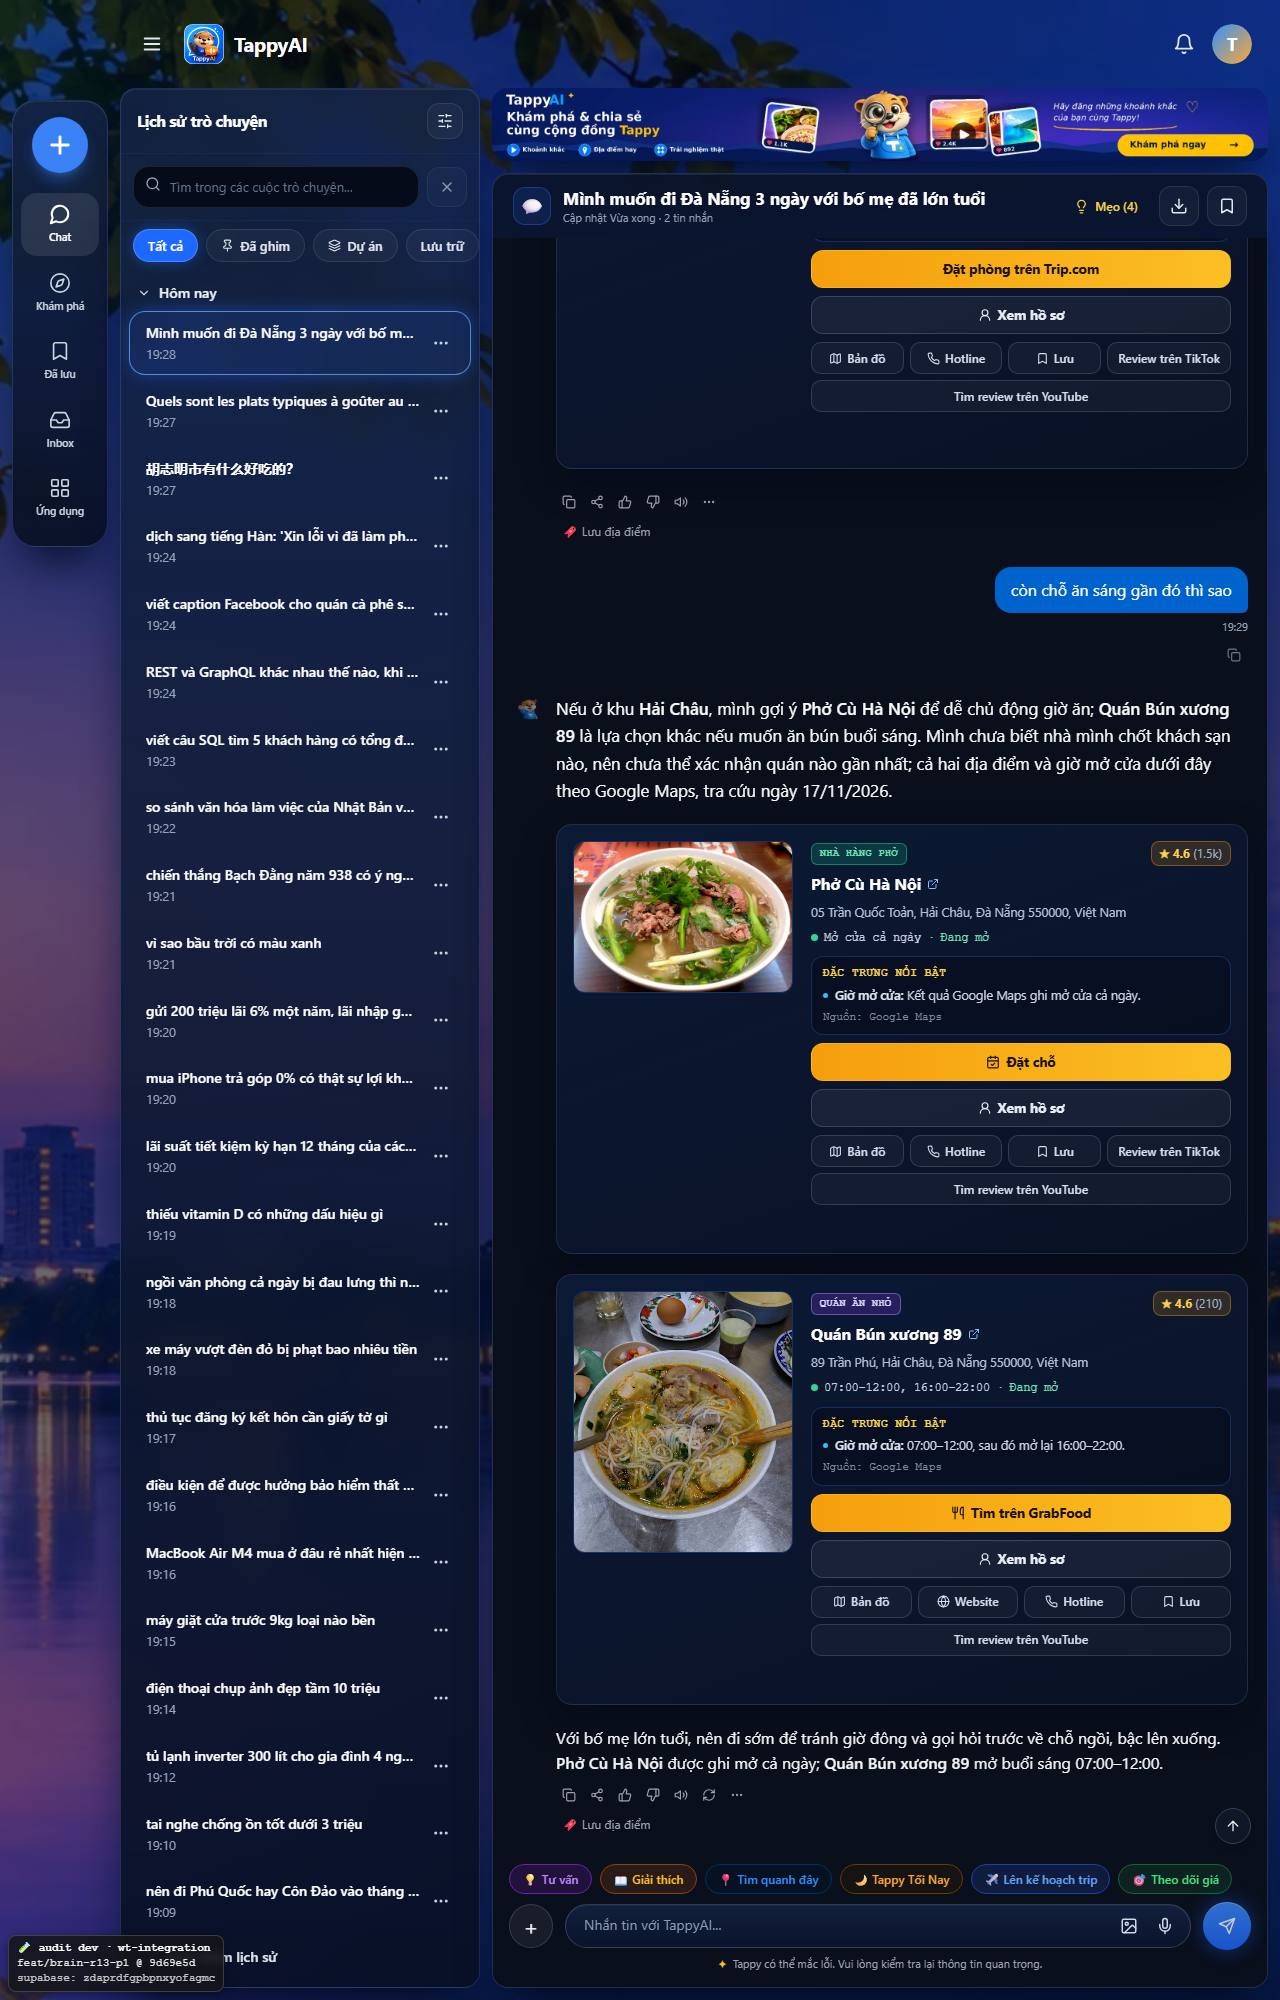 TappyAI
T
Chat
Khám phá
Đã lưu
Inbox
Ứng dụng
Lịch sử trò chuyện
Tìm trong các cuộc trò chuyện...
Tất cả
Đã ghim
Dự án
Lưu trữ
Hôm nay
Mình muốn đi Đà Nẵng 3 ngày với bố m...
19:28
Quels sont les plats typiques à goûter au ...
19:27
胡志明市有什么好吃的?
19:27
dịch sang tiếng Hàn: 'Xin lỗi vì đã làm ph...
19:24
viết caption Facebook cho quán cà phê s...
19:24
REST và GraphQL khác nhau thế nào, khi ...
19:24
viết câu SQL tìm 5 khách hàng có tổng đ...
19:23
so sánh văn hóa làm việc của Nhật Bản v...
19:22
chiến thắng Bạch Đằng năm 938 có ý ng...
19:21
vì sao bầu trời có màu xanh
19:21
gửi 200 triệu lãi 6% một năm, lãi nhập g...
19:20
mua iPhone trả góp 0% có thật sự lợi kh...
19:20
lãi suất tiết kiệm kỳ hạn 12 tháng của các...
19:20
thiếu vitamin D có những dấu hiệu gì
19:19
ngồi văn phòng cả ngày bị đau lưng thì n...
19:18
xe máy vượt đèn đỏ bị phạt bao nhiêu tiền
19:18
thủ tục đăng ký kết hôn cần giấy tờ gì
19:17
điều kiện để được hưởng bảo hiểm thất ...
19:16
MacBook Air M4 mua ở đâu rẻ nhất hiện ...
19:16
máy giặt cửa trước 9kg loại nào bền
19:15
điện thoại chụp ảnh đẹp tầm 10 triệu
19:14
tủ lạnh inverter 300 lít cho gia đình 4 ng...
19:12
tai nghe chống ồn tốt dưới 3 triệu
19:10
nên đi Phú Quốc hay Côn Đảo vào tháng ...
19:09
m lịch sử
audit dev · wt-integration
feat/brain-r13-p1 @ 9d69e5d
supabase: zdaprdfgpbpnxyofagmc
TappyAI
Khám phá & chia sẻ
cùng cộng đồng Tappy
Khoảnh khắc
Địa điểm hay
Trải nghiệm thật
1.1K
2.4K
892
Hãy đăng những khoảnh khắc
của bạn cùng Tappy!
Khám phá ngay →
Mình muốn đi Đà Nẵng 3 ngày với bố mẹ đã lớn tuổi
Cập nhật Vừa xong · 2 tin nhắn
Mẹo (4)
Đặt phòng trên Trip.com
Xem hồ sơ
Bản đồ
Hotline
Lưu
Review trên TikTok
Tìm review trên YouTube
Lưu địa điểm
còn chỗ ăn sáng gần đó thì sao
19:29
Nếu ở khu Hải Châu, mình gợi ý Phở Cù Hà Nội để dễ chủ động giờ ăn; Quán Bún xương
89 là lựa chọn khác nếu muốn ăn bún buổi sáng. Mình chưa biết nhà mình chốt khách sạn
nào, nên chưa thể xác nhận quán nào gần nhất; cả hai địa điểm và giờ mở cửa dưới đây
theo Google Maps, tra cứu ngày 17/11/2026.
NHÀ HÀNG PHỞ
★ 4.6 (1.5k)
Phở Cù Hà Nội
05 Trần Quốc Toản, Hải Châu, Đà Nẵng 550000, Việt Nam
Mở cửa cả ngày · Đang mở
ĐẶC TRƯNG NỔI BẬT
• Giờ mở cửa: Kết quả Google Maps ghi mở cửa cả ngày.
Nguồn: Google Maps
Đặt chỗ
Xem hồ sơ
Bản đồ
Hotline
Lưu
Review trên TikTok
Tìm review trên YouTube
QUÁN ĂN NHỎ
★ 4.6 (210)
Quán Bún xương 89
89 Trần Phú, Hải Châu, Đà Nẵng 550000, Việt Nam
07:00–12:00, 16:00–22:00 · Đang mở
ĐẶC TRƯNG NỔI BẬT
• Giờ mở cửa: 07:00–12:00, sau đó mở lại 16:00–22:00.
Nguồn: Google Maps
Tìm trên GrabFood
Xem hồ sơ
Bản đồ
Website
Hotline
Lưu
Tìm review trên YouTube
Với bố mẹ lớn tuổi, nên đi sớm để tránh giờ đông và gọi hỏi trước về chỗ ngồi, bậc lên xuống.
Phở Cù Hà Nội được ghi mở cả ngày; Quán Bún xương 89 mở buổi sáng 07:00–12:00.
Lưu địa điểm
Tư vấn
Giải thích
Tìm quanh đây
Tappy Tối Nay
Lên kế hoạch trip
Theo dõi giá
Nhắn tin với TappyAI...
Tappy có thể mắc lỗi. Vui lòng kiểm tra lại thông tin quan trọng.